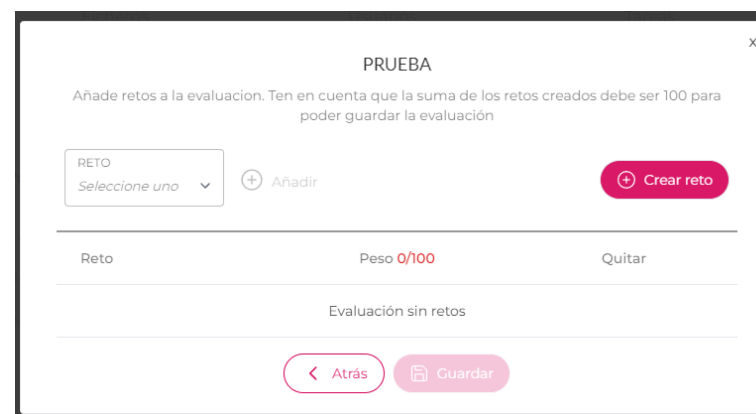 x
PRUEBA
Añade retos a la evaluacion. Ten en cuenta que la suma de los retos creados debe ser 100 para
poder guardar la evaluación
RETO
Seleccione uno
Añadir
Crear reto
Reto Peso 0/100 Quitar
Evaluación sin retos
Atrás
Guardar